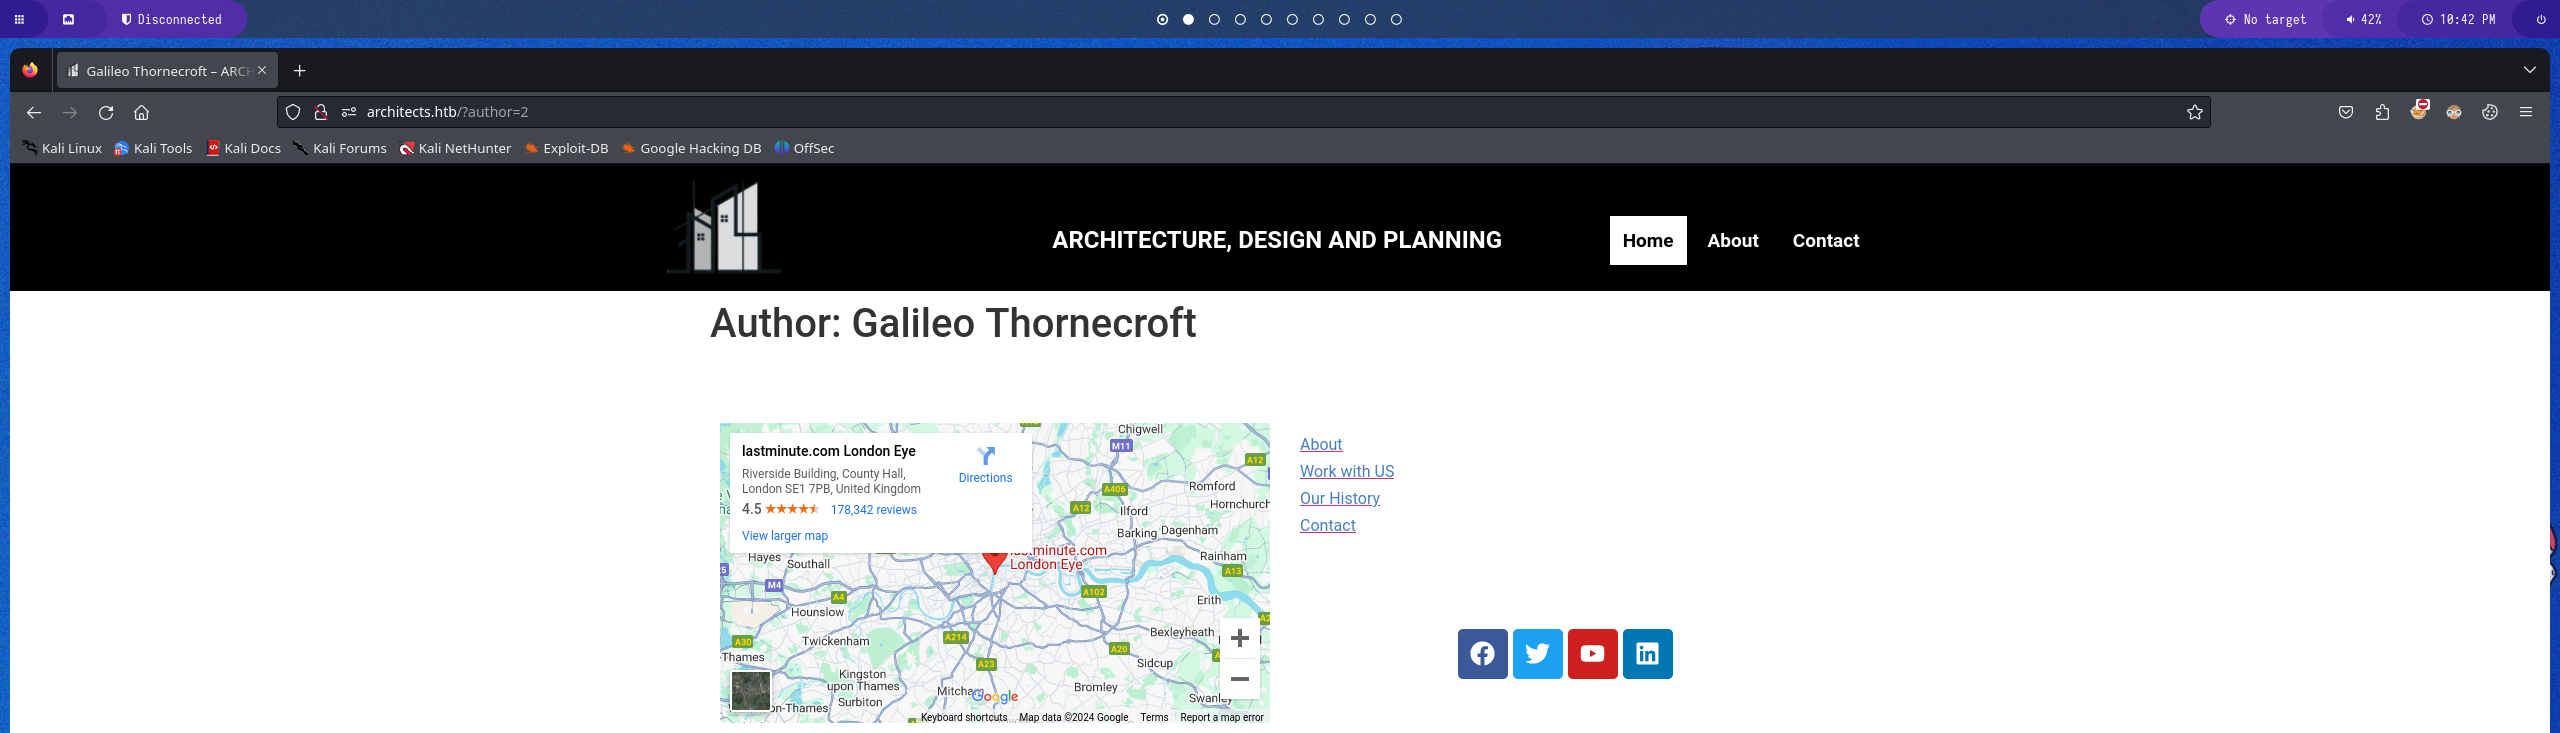 Disconnected
No target
42%
10:42 PM
Galileo Thornecroft – ARCH
architects.htb/?author=2
Kali Linux
Kali Tools
Kali Docs
Kali Forums
Kali NetHunter
Exploit-DB
Google Hacking DB
OffSec
ARCHITECTURE, DESIGN AND PLANNING
Home
About
Contact
Author: Galileo Thornecroft
lastminute.com London Eye
Riverside Building, County Hall,
London SE1 7PB, United Kingdom
4.5
178,342 reviews
View larger map
Directions
Chigwell
M11
A12
A406
Romford
Hornchurch
A12
Ilford
Barking
Dagenham
lastminute.com
London Eye
Rainham
Hayes
Southall
A13
M4
A4
A102
Erith
Hounslow
A30
Twickenham
A214
Bexleyheath
A20
-Thames
A23
Sidcup
Kingston
upon Thames
Surbiton
Mitcham
Google
Bromley
Swanley
on-Thames
Keyboard shortcuts
Map data ©2024 Google
Terms
Report a map error
About
Work with US
Our History
Contact